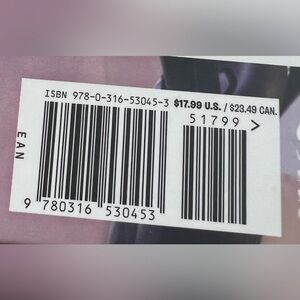 ISBN 978-0-316-53045-3 $17.99 U.S. / $23.49 CAN.
51799 >
EAN
9 780316 530453